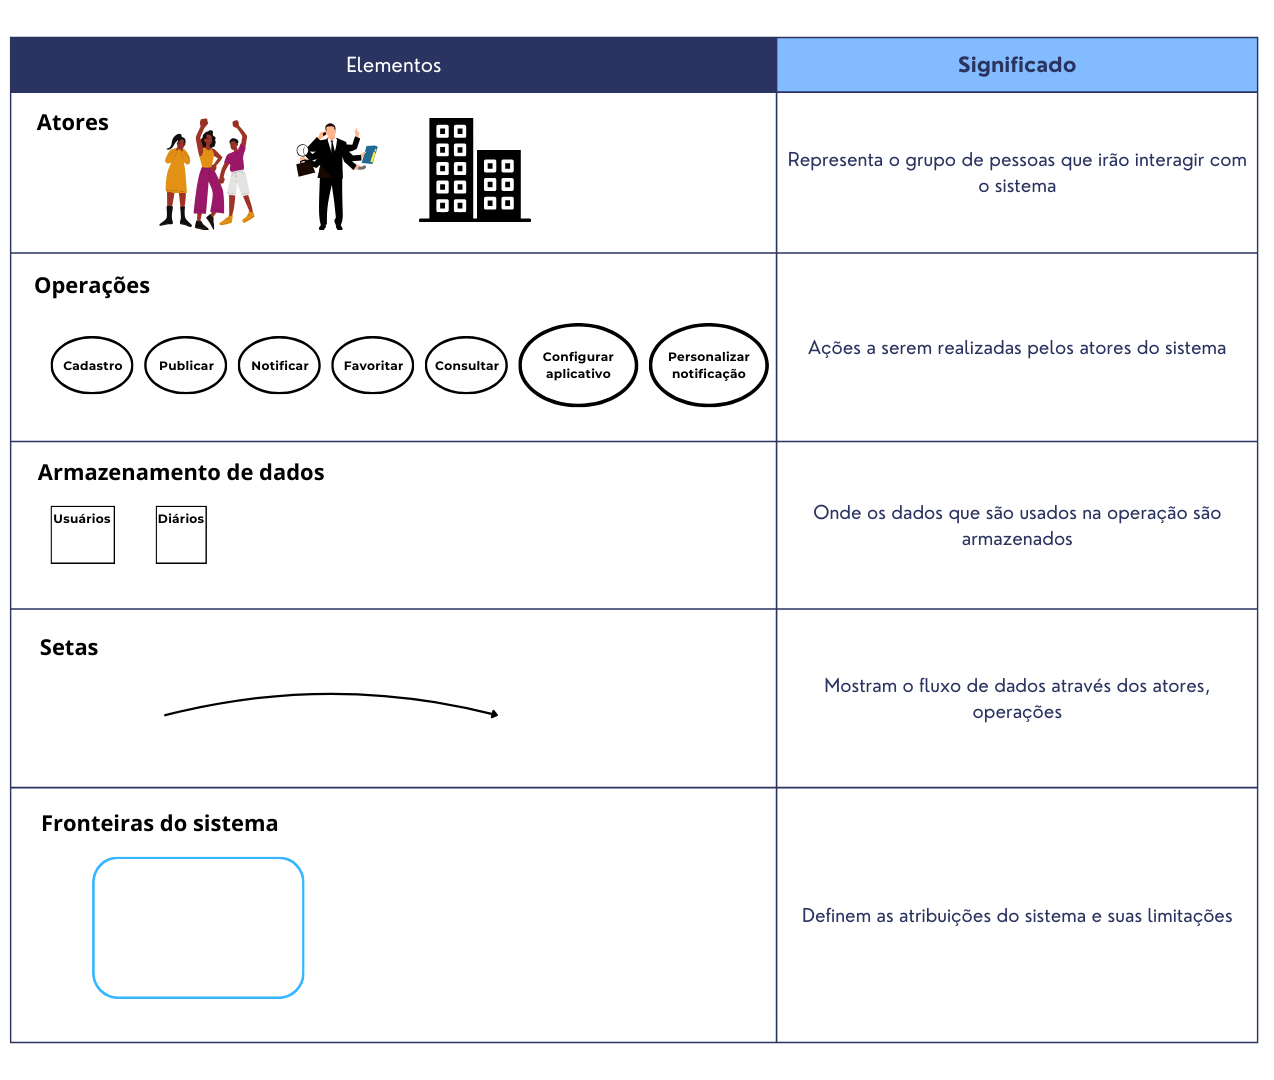 Elementos
Significado
Atores
Representa o grupo de pessoas que irão interagir com
o sistema
Operações
Cadastro
Publicar
Notificar
Favoritar
Consultar
Configurar
aplicativo
Personalizar
notificação
Ações a serem realizadas pelos atores do sistema
Armazenamento de dados
Usuários
Diários
Onde os dados que são usados na operação são
armazenados
Setas
Mostram o fluxo de dados através dos atores,
operações
Fronteiras do sistema
Definem as atribuições do sistema e suas limitações